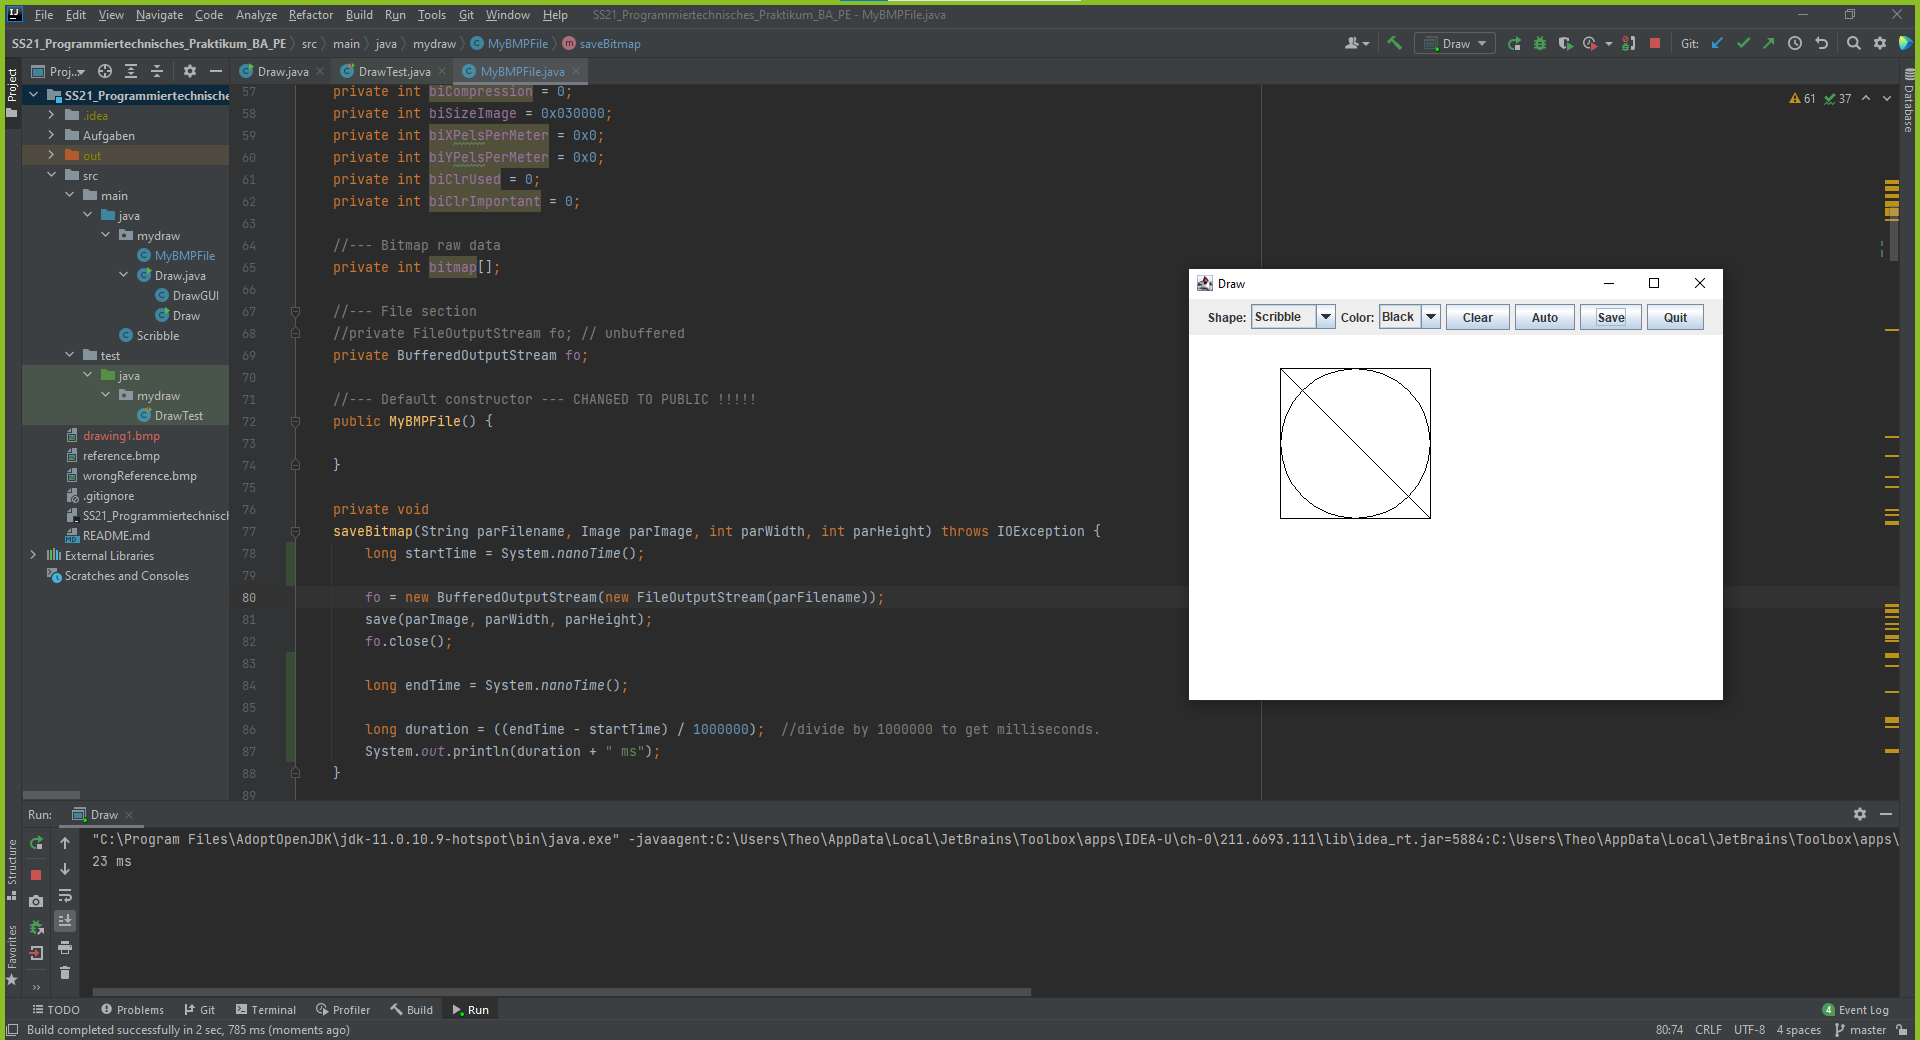 File Edit View Navigate Code Analyze Refactor Build Run Tools Git Window Help SS21_Programmiertechnisches_Praktikum_BA_PE - MyBMPFile.java
SS21_Programmiertechnisches_Praktikum_BA_PE src main java mydraw MyBMPFile saveBitmap Draw Git:
Project
Proj... Draw.java DrawTest.java MyBMPFile.java
Database
SS21_Programmiertechnische
.idea
Aufgaben
out
src
main
java
mydraw
MyBMPFile
Draw.java
DrawGUI
Draw
Scribble
test
java
mydraw
DrawTest
drawing1.bmp
reference.bmp
wrongReference.bmp
.gitignore
SS21_Programmiertechnisch
README.md
External Libraries
Scratches and Consoles
61 37
57 private int biCompression = 0;
58 private int biSizeImage = 0x030000;
59 private int biXPelsPerMeter = 0x0;
60 private int biYPelsPerMeter = 0x0;
61 private int biClrUsed = 0;
62 private int biClrImportant = 0;
63
64 //--- Bitmap raw data
65 private int bitmap[];
66
67 //--- File section
68 //private FileOutputStream fo; // unbuffered
69 private BufferedOutputStream fo;
70
71 //--- Default constructor --- CHANGED TO PUBLIC !!!!!
72 public MyBMPFile() {
73
74 }
75
76 private void
77 saveBitmap(String parFilename, Image parImage, int parWidth, int parHeight) throws IOException {
78 long startTime = System.nanoTime();
79
80 fo = new BufferedOutputStream(new FileOutputStream(parFilename));
81 save(parImage, parWidth, parHeight);
82 fo.close();
83
84 long endTime = System.nanoTime();
85
86 long duration = ((endTime - startTime) / 1000000); //divide by 1000000 to get milliseconds.
87 System.out.println(duration + " ms");
88 }
89
Draw
Shape: Scribble Color: Black Clear Auto Save Quit
Run: Draw
"C:\Program Files\AdoptOpenJDK\jdk-11.0.10.9-hotspot\bin\java.exe" -javaagent:C:\Users\Theo\AppData\Local\JetBrains\Toolbox\apps\IDEA-U\ch-0\211.6693.111\lib\idea_rt.jar=5884:C:\Users\Theo\AppData\Local\JetBrains\Toolbox\apps\
23 ms
Structure
Favorites
TODO Problems Git Terminal Profiler Build Run 4 Event Log
Build completed successfully in 2 sec, 785 ms (moments ago) 80:74 CRLF UTF-8 4 spaces master